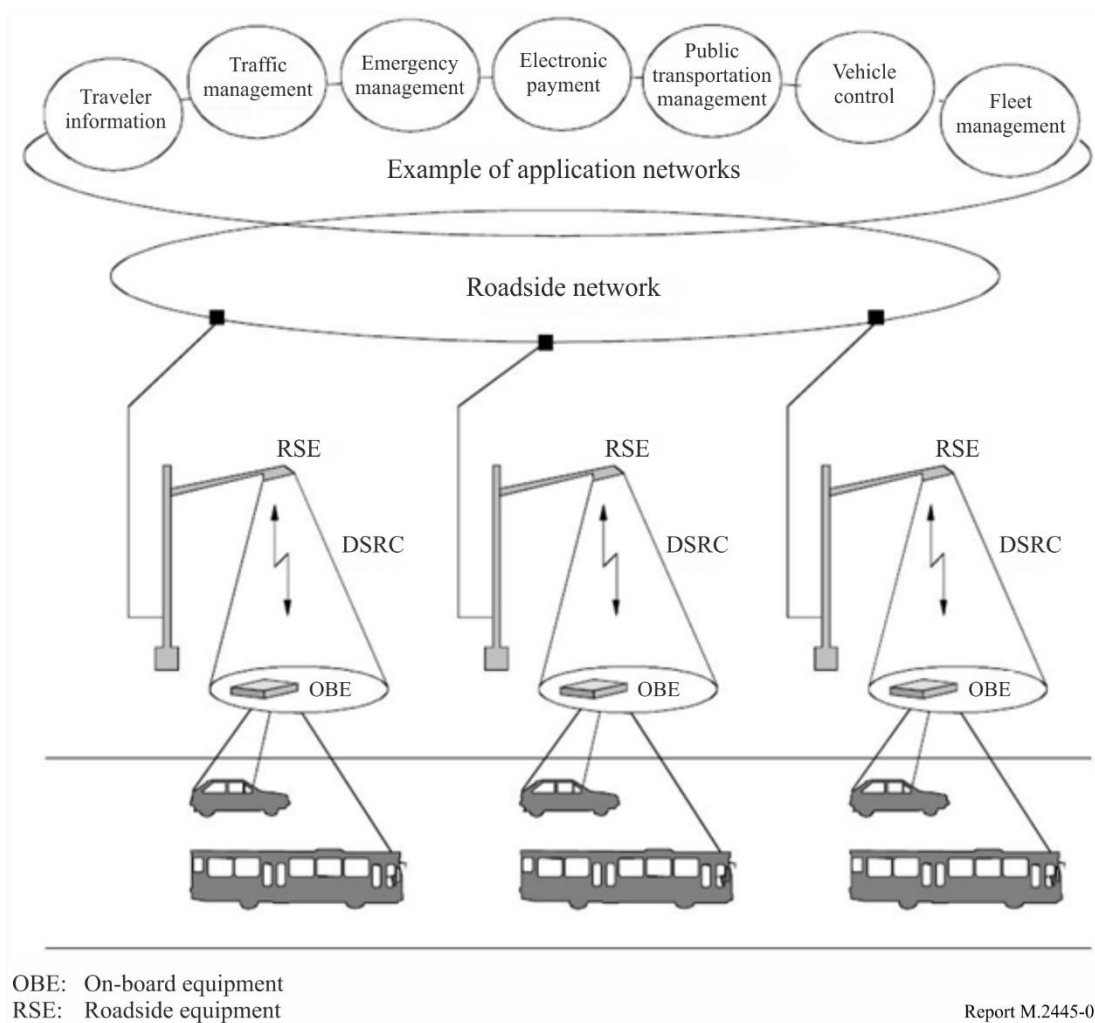 Traveler
information
Traffic
management
Emergency
management
Electronic
payment
Public
transportation
management
Vehicle
control
Fleet
management
Example of application networks
Roadside network
RSE
RSE
RSE
DSRC
DSRC
DSRC
OBE
OBE
OBE
OBE: On-board equipment
RSE: Roadside equipment
Report M.2445-0